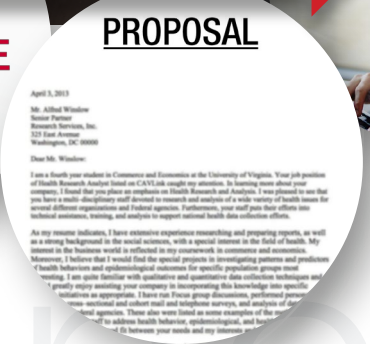 PROPOSAL
E
April 3, 2013
Mr. Alfred Winslow
Senior Partner
Research Services, Inc.
325 East Avenue
Washington, DC 00000
Dear Mr. Winslow:
I am a fourth year student in Commerce and Economics at the University of Virginia. Your job position
of Health Research Analyst listed on CAVLink caught my attention. In learning more about your
company, I found that you place an emphasis on Health Research and Analysis. I was pleased to see that
you have a multi-disciplinary staff devoted to research and analysis of a wide variety of health issues for
several different organizations and Federal agencies. Furthermore, your staff puts their efforts into
technical assistance, training, and analysis to support national health data collection efforts.
As my resume indicates, I have extensive experience researching and preparing reports, as well
as a strong background in the social sciences, with a special interest in the field of health. My
interest in the business world is reflected in my coursework in commerce and economics.
Moreover, I believe that I would find the special projects in investigating patterns and predictors
of health behaviors and epidemiological outcomes for specific population groups most
I am quite familiar with qualitative and quantitative data collection techniques and
greatly enjoy assisting your company in incorporating this knowledge into specific
initiatives as appropriate. I have run Focus group discussions, performed
cross-sectional and cohort mail and telephone surveys, and analysis of
agencies. These also were listed as some examples of the
to address health behavior, epidemiological, and
fit between your needs and my interests